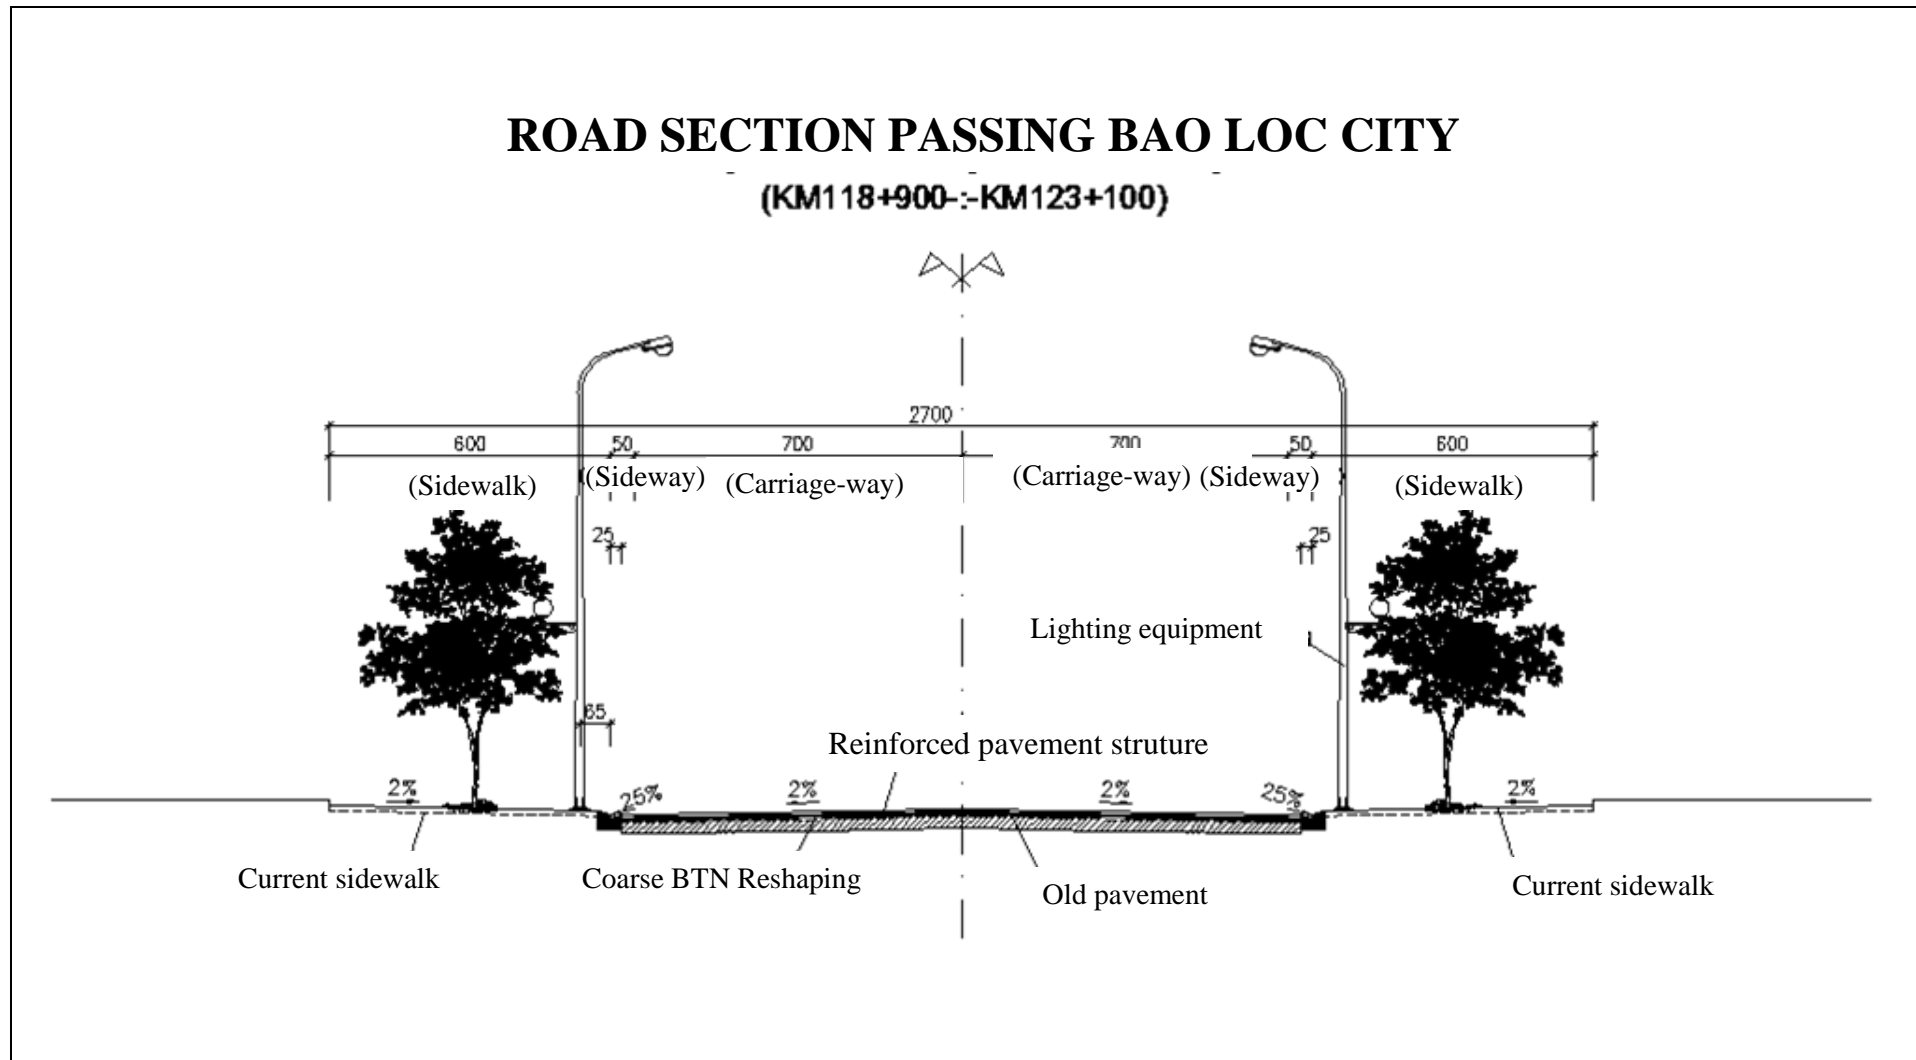 ROAD SECTION PASSING BAO LOC CITY
(KM118+900-:-KM123+100)
2700
600 50 700 700 50 600
(Sidewalk) (Sideway) (Carriage-way) (Carriage-way) (Sideway) (Sidewalk)
25 25
Lighting equipment
65
Reinforced pavement struture
2% 25% 2% 2% 25% 2%
Current sidewalk Coarse BTN Reshaping Old pavement Current sidewalk